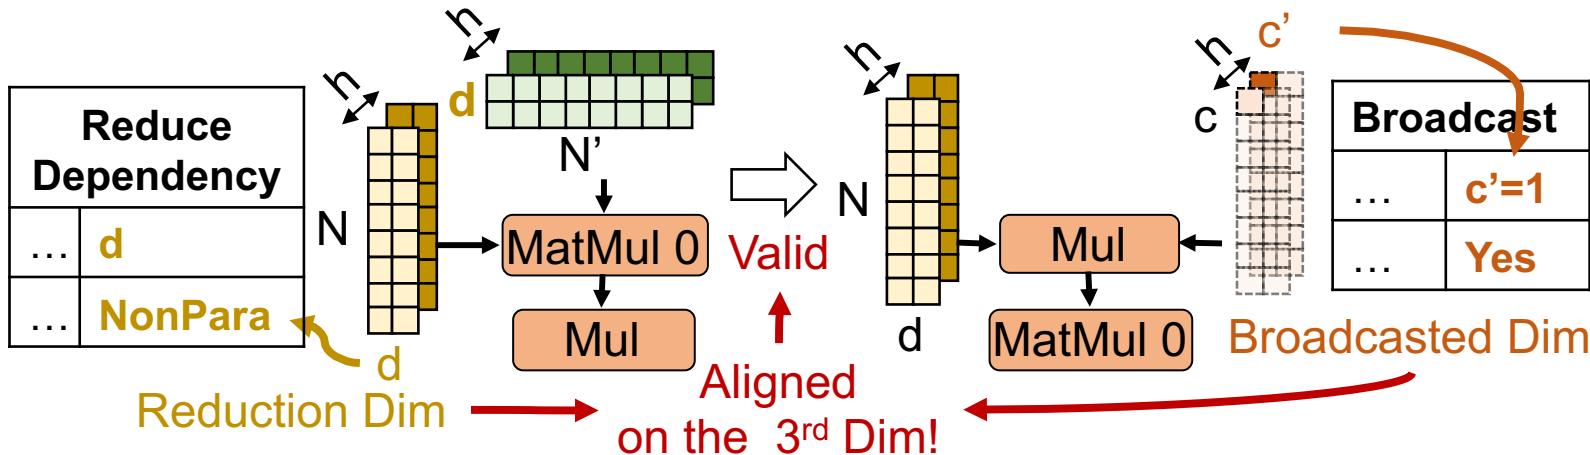 Reduce
Dependency
… d
… NonPara
h
N
d
Reduction Dim
h
d
N’
MatMul 0
Mul
Valid
Aligned
on the 3rd Dim!
h
N
d
Mul
MatMul 0
h
c’
c
Broadcasted Dim
Broadcast
… c’=1
… Yes